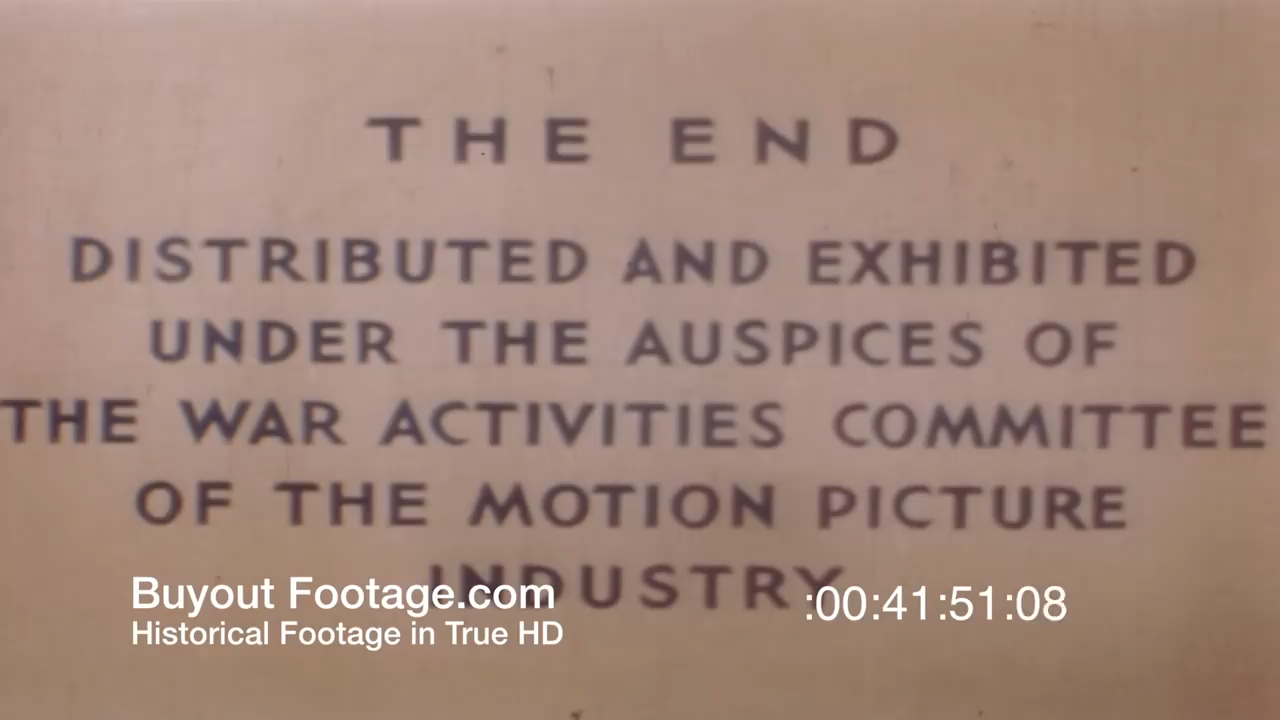 THE END
DISTRIBUTED AND EXHIBITED
UNDER THE AUSPICES OF
THE WAR ACTIVITIES COMMITTEE
OF THE MOTION PICTURE
INDUSTRY
Buyout Footage.com
:00:41:51:08
Historical Footage in True HD